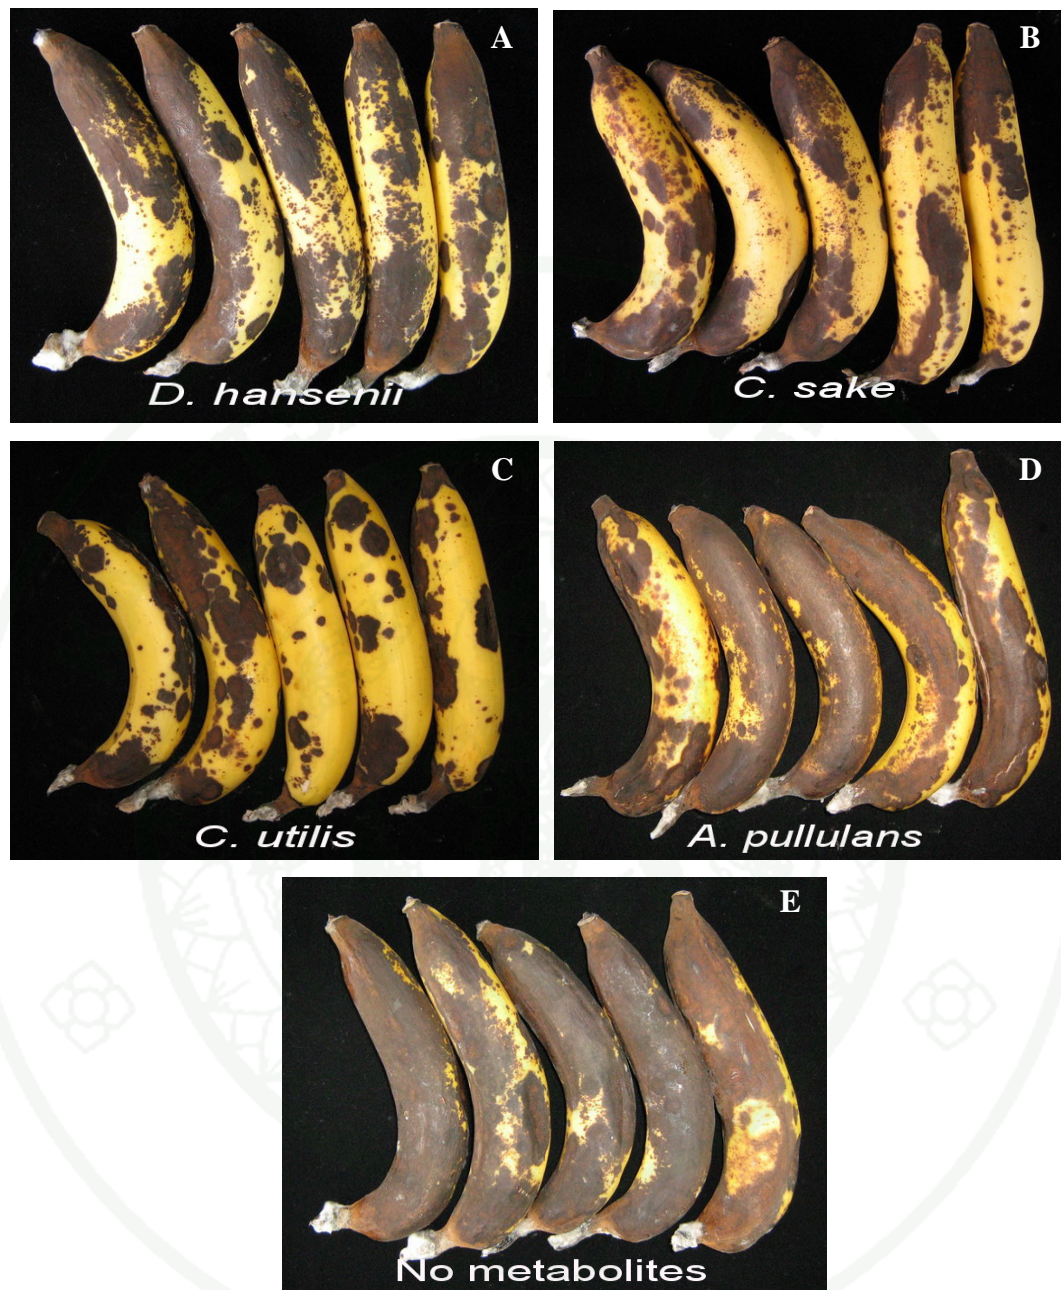 A
D. hansenii
B
C. sake
C
C. utilis
D
A. pullulans
E
No metabolites